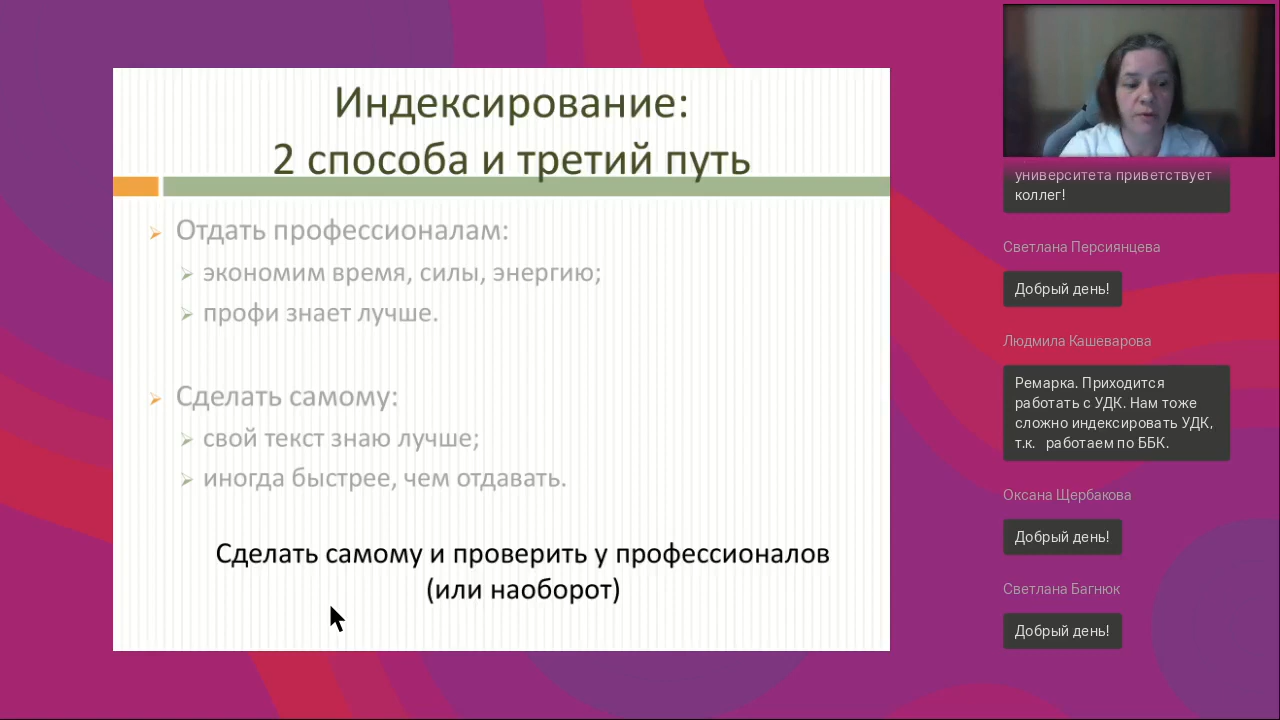 Индексирование:
2 способа и третий путь
Отдать профессионалам:
экономим время, силы, энергию;
профи знает лучше.
Сделать самому:
свой текст знаю лучше;
иногда быстрее, чем отдавать.
Сделать самому и проверить у профессионалов
(или наоборот)
университета приветствует
коллег!
Светлана Персиянцева
Добрый день!
Людмила Кашеварова
Ремарка. Приходится
работать с УДК. Нам тоже
сложно индексировать УДК,
т.к. работаем по ББК.
Оксана Щербакова
Добрый день!
Светлана Багнюк
Добрый день!